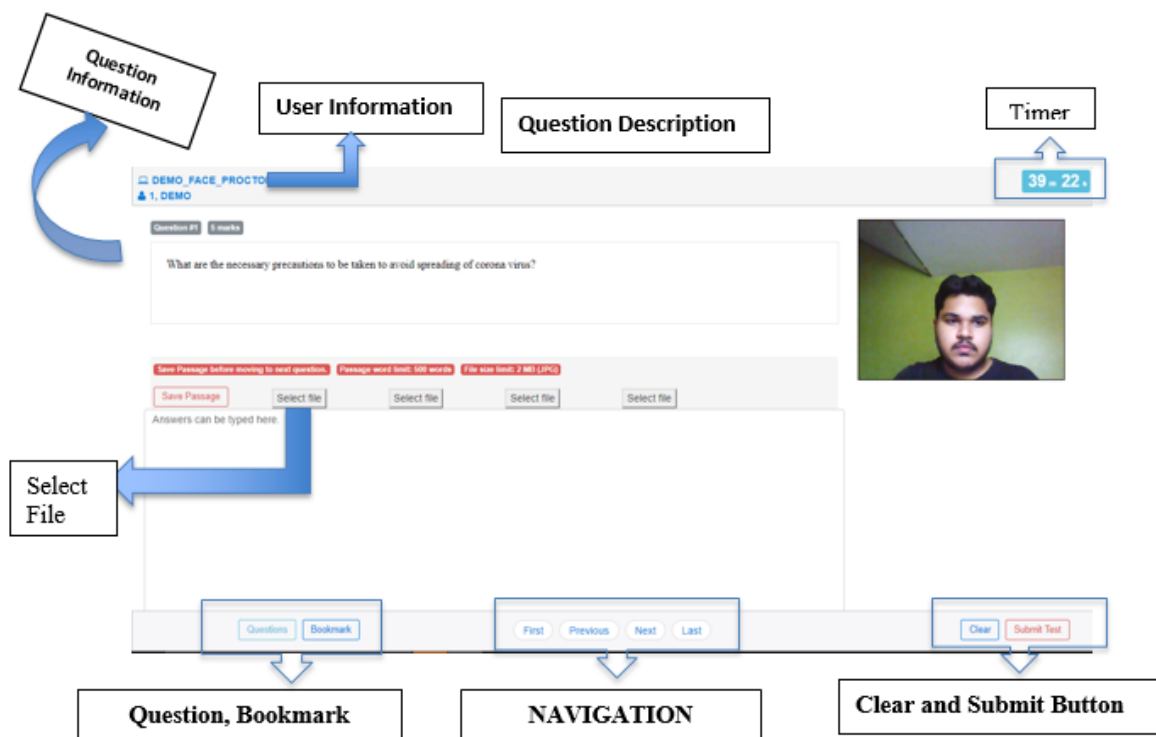 Question
Information
User Information
Question Description
Timer
DEMO_FACE_PROCTO
1, DEMO
39 m 22 s
Question #1 5 marks
What are the necessary precautions to be taken to avoid spreading of corona virus?
Save Passage before moving to next question. Passage word limit: 500 words File size limit: 2 MB (JPG)
Save Passage Select file Select file Select file Select file
Answers can be typed here.
Select
File
Questions Bookmark First Previous Next Last Clear Submit Test
Question, Bookmark
NAVIGATION
Clear and Submit Button